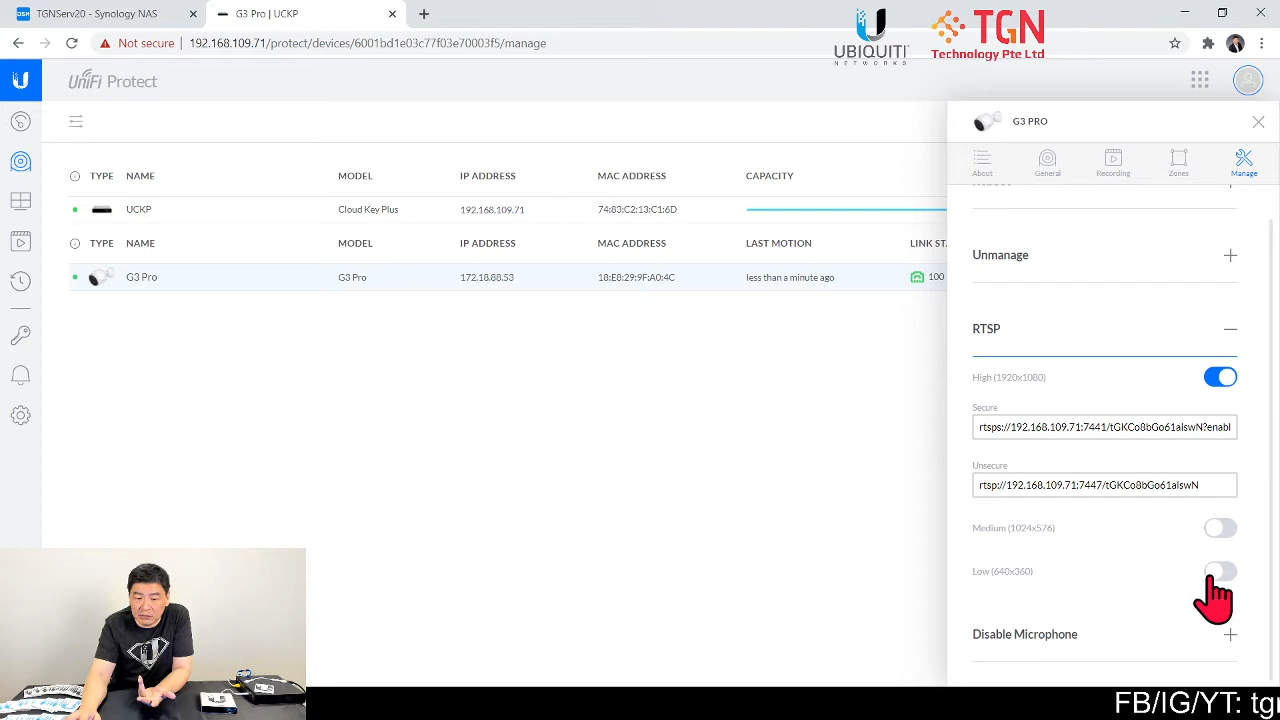 TGNServ20 - Synology NAS
G3 Pro | UCKP
Not secure
192.168.109.71/protect/devices/6001bd1e03c77f03e70003f5/manage
UBIQUITI
NETWORKS
TGN
Technology Pte Ltd
UniFi Protect
G3 PRO
About
General
Recording
Zones
Manage
TYPE NAME MODEL IP ADDRESS MAC ADDRESS CAPACITY
UCKP Cloud Key Plus 192.168.109.71 74:83:C2:13:C1:6D
TYPE NAME MODEL IP ADDRESS MAC ADDRESS LAST MOTION LINK STA
G3 Pro G3 Pro 172.18.88.53 18:E8:29:9F:A0:4C less than a minute ago 100
Unmanage
RTSP
High (1920x1080)
Secure
rtsps://192.168.109.71:7441/tGKCo8bGo61aIswN?enabl
Unsecure
rtsp://192.168.109.71:7447/tGKCo8bGo61aIswN
Medium (1024x576)
Low (640x360)
Disable Microphone
FB/IG/YT: tg